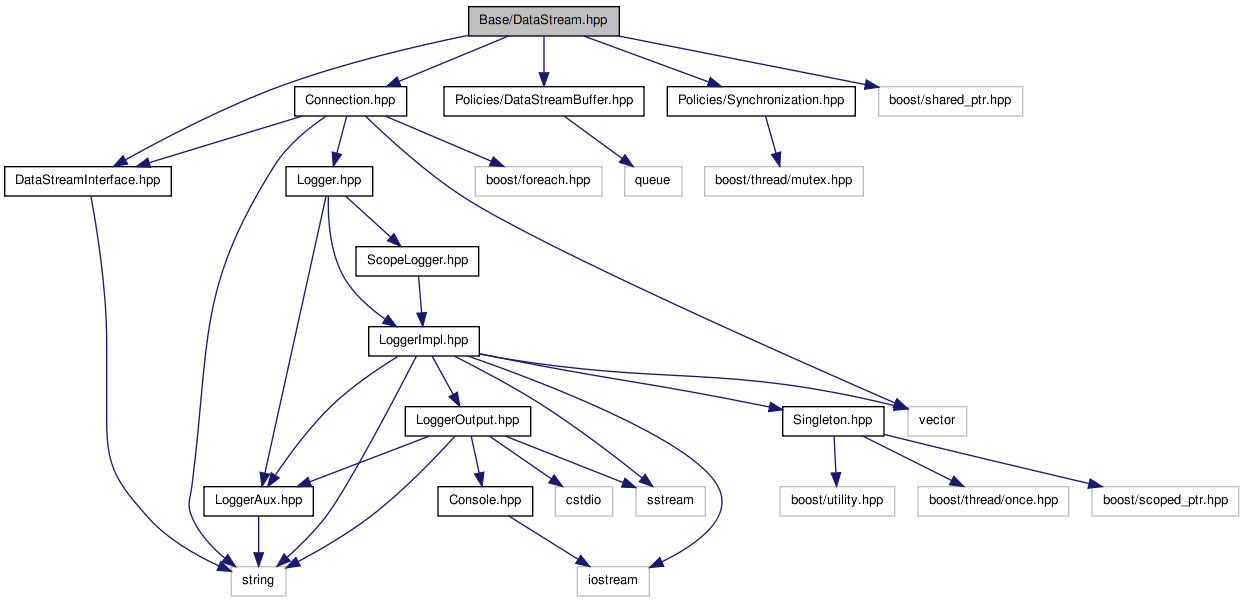 Base/DataStream.hpp
Connection.hpp
Policies/DataStreamBuffer.hpp
Policies/Synchronization.hpp
boost/shared_ptr.hpp
DataStreamInterface.hpp
Logger.hpp
boost/foreach.hpp
queue
boost/thread/mutex.hpp
ScopeLogger.hpp
LoggerImpl.hpp
LoggerOutput.hpp
Singleton.hpp
vector
LoggerAux.hpp
Console.hpp
cstdio
sstream
boost/utility.hpp
boost/thread/once.hpp
boost/scoped_ptr.hpp
string
iostream